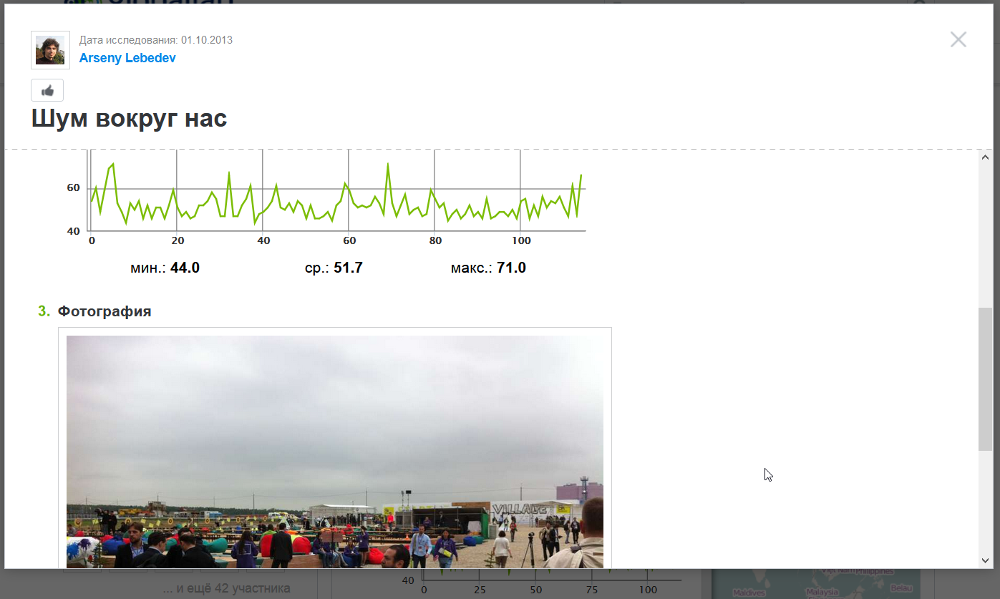 Дата исследования: 01.10.2013
Arseny Lebedev
Шум вокруг нас
60
40
0 20 40 60 80 100
мин.: 44.0 ср.: 51.7 макс.: 71.0
3. Фотография
VILLAGE
... и ещё 42 участника
40
0 25 50 75 100
Philippines
Maldives
Malaysia
Belau